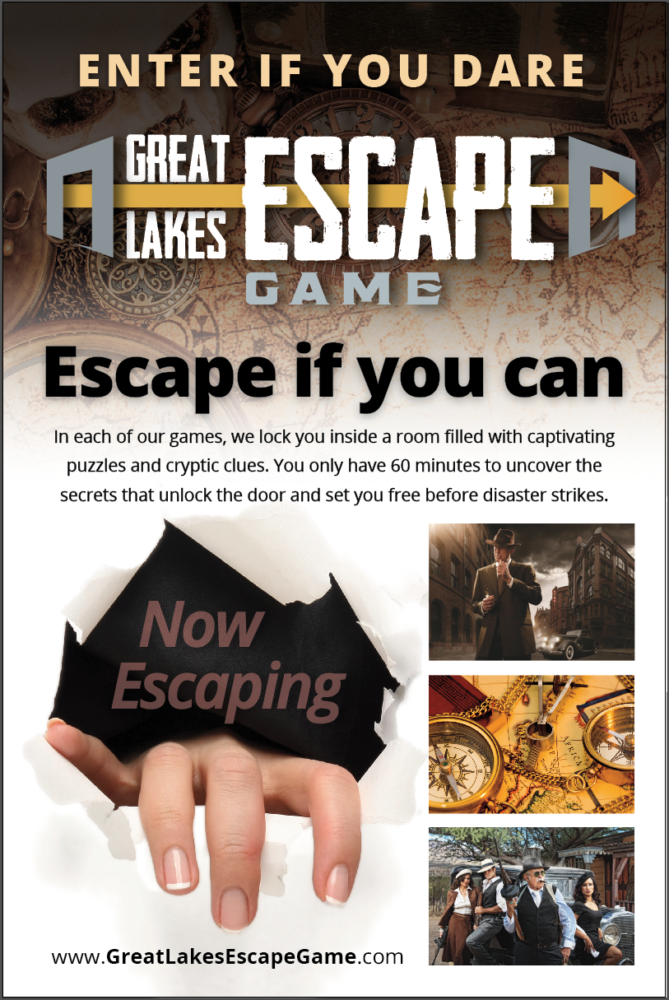 ENTER IF YOU DARE
GREAT LAKES ESCAPE
GAME
Escape if you can
In each of our games, we lock you inside a room filled with captivating
puzzles and cryptic clues. You only have 60 minutes to uncover the
secrets that unlock the door and set you free before disaster strikes.
Now
Escaping
AFRICA
www.GreatLakesEscapeGame.com